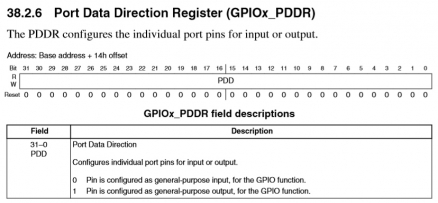 38.2.6 Port Data Direction Register (GPIOx_PDDR)
The PDDR configures the individual port pins for input or output.
Address: Base address + 14h offset
Bit 31 30 29 28 27 26 25 24 23 22 21 20 19 18 17 16 15 14 13 12 11 10 9 8 7 6 5 4 3 2 1 0
R
W
PDD
Reset 0 0 0 0 0 0 0 0 0 0 0 0 0 0 0 0 0 0 0 0 0 0 0 0 0 0 0 0 0 0 0 0
GPIOx_PDDR field descriptions
Field Description
31–0 Port Data Direction
PDD
Configures individual port pins for input or output.
0 Pin is configured as general-purpose input, for the GPIO function.
1 Pin is configured as general-purpose output, for the GPIO function.